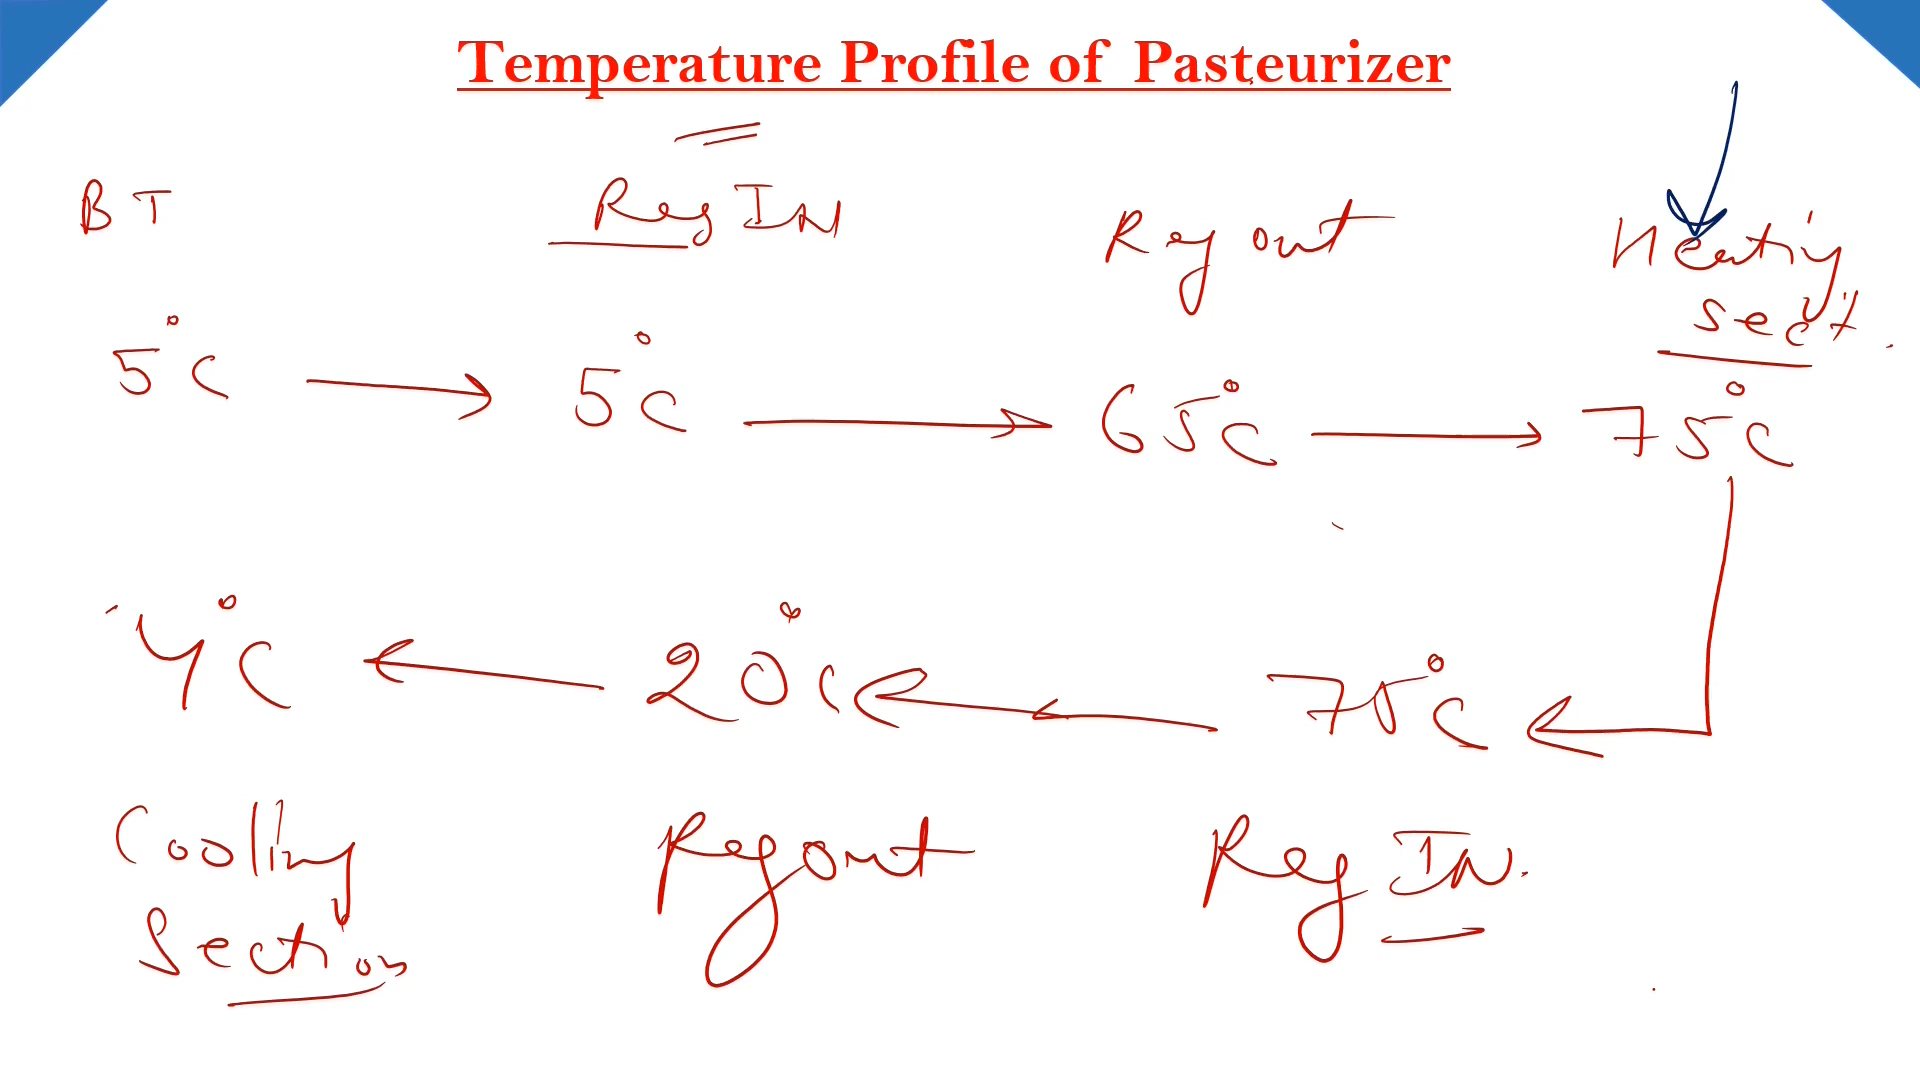 Temperature Profile of Pasteurizer
BT Reg IN Reg out Heating sect.
5°C → 5°C → 65°C → 75°C
4°C ← 20°C ← 75°C ←
Cooling Section Reg out Reg IN.